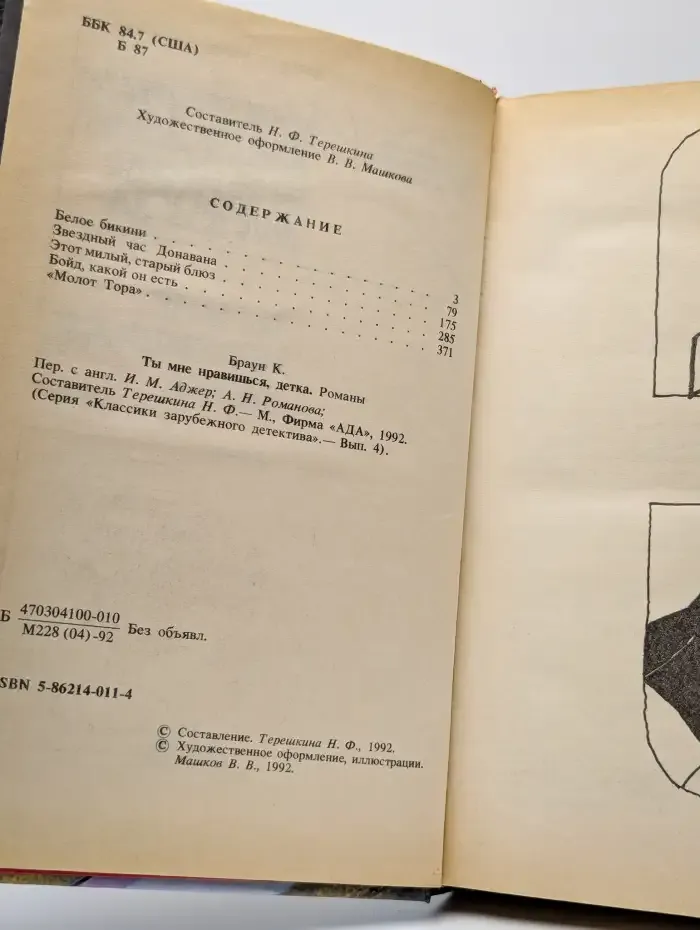 ББК 84.7 (США)
Б 87
Составитель Н. Ф. Терешкина
Художественное оформление В. В. Машкова
СОДЕРЖАНИЕ
Белое бикини . . . . . . . . . . . . 3
Звездный час Донавана . . . . . . . . . 79
Этот милый, старый блюз . . . . . . . . . 175
Бойд, какой он есть . . . . . . . . . . 285
«Молот Тора» . . . . . . . . . . . . 371
Браун К.
Ты мне нравишься, детка. Романы
Пер. с англ. И. М. Аджер; А. Н. Романова;
Составитель Терешкина Н. Ф.— М., Фирма «АДА», 1992.
(Серия «Классики зарубежного детектива».— Вып. 4).
Б 470304100-010
М228 (04)-92 Без объявл.
SBN 5-86214-011-4
© Составление. Терешкина Н. Ф., 1992.
© Художественное оформление, иллюстрации.
Машков В. В., 1992.